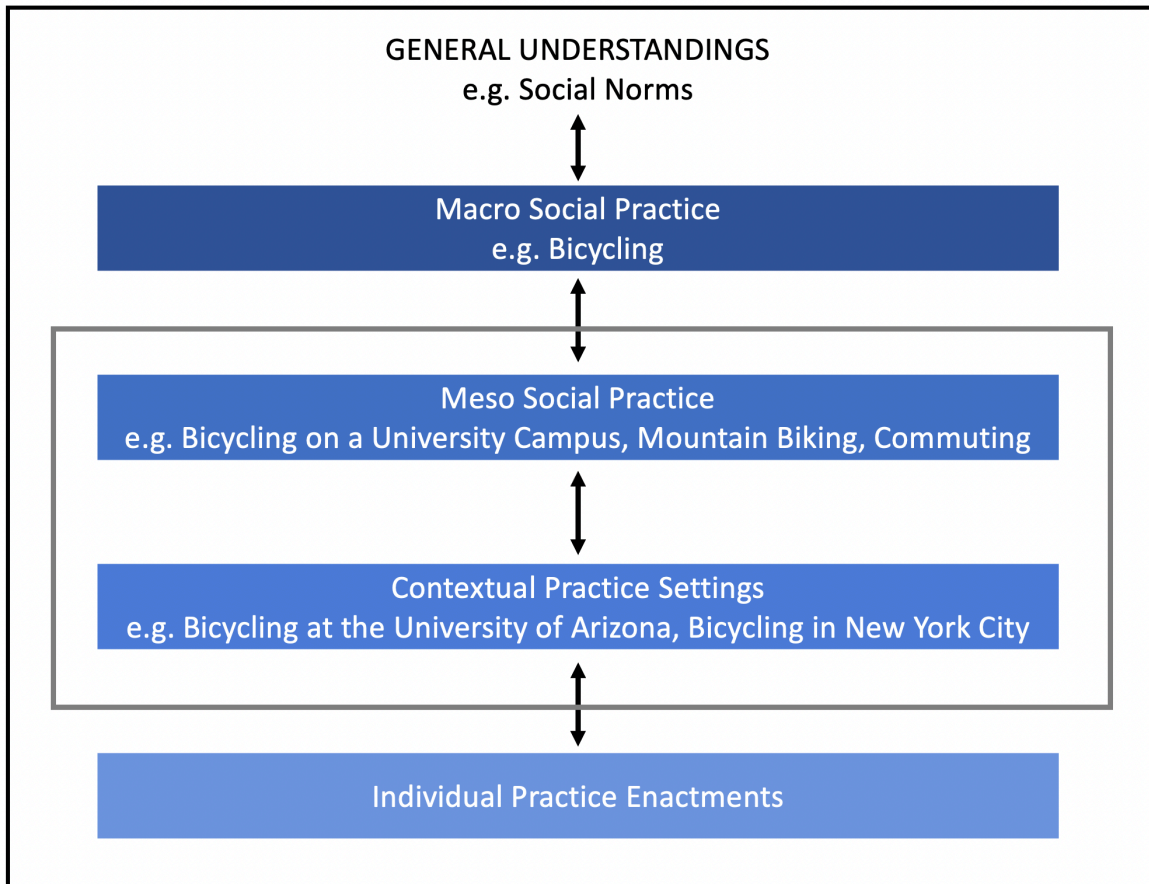 GENERAL UNDERSTANDINGS
e.g. Social Norms
Macro Social Practice
e.g. Bicycling
Meso Social Practice
e.g. Bicycling on a University Campus, Mountain Biking, Commuting
Contextual Practice Settings
e.g. Bicycling at the University of Arizona, Bicycling in New York City
Individual Practice Enactments